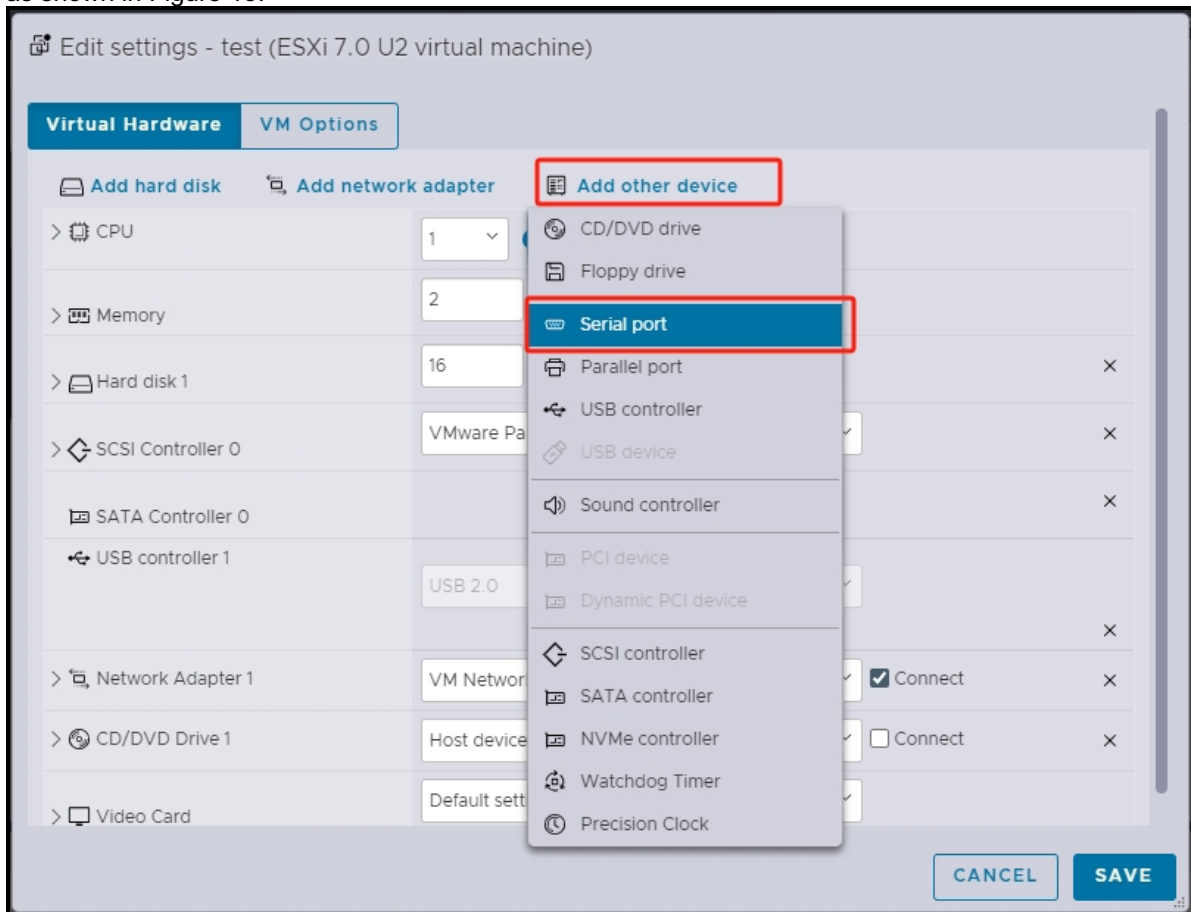 as shown in Figure 10.
Edit settings - test (ESXi 7.0 U2 virtual machine)
Virtual Hardware VM Options
Add hard disk Add network adapter Add other device
CPU
1
CD/DVD drive
Floppy drive
Memory
2
Serial port
Hard disk 1
16
Parallel port
USB controller
SCSI Controller 0
VMware Pa
USB device
SATA Controller 0
Sound controller
USB controller 1
USB 2.0
PCI device
Dynamic PCI device
SCSI controller
Network Adapter 1
VM Networ
Connect
SATA controller
CD/DVD Drive 1
Host device
NVMe controller
Connect
Watchdog Timer
Video Card
Default sett
Precision Clock
CANCEL SAVE